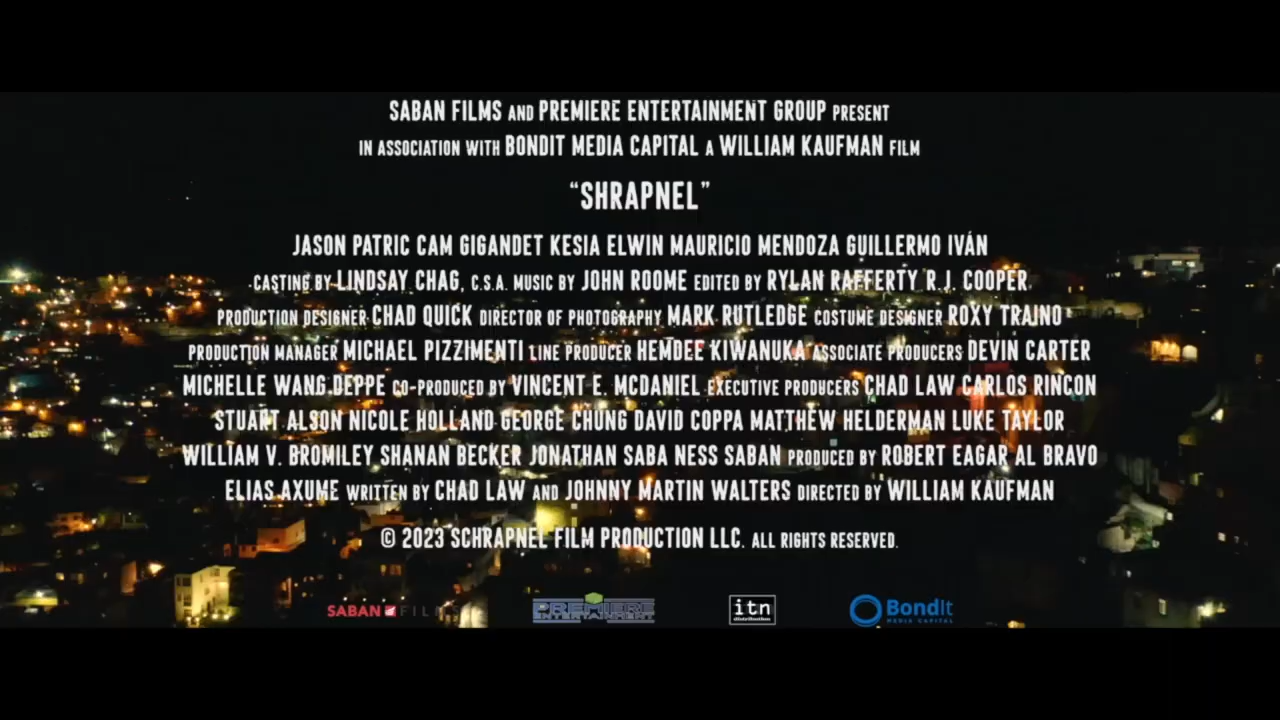 SABAN FILMS AND PREMIERE ENTERTAINMENT GROUP PRESENT
IN ASSOCIATION WITH BONDIT MEDIA CAPITAL A WILLIAM KAUFMAN FILM
“SHRAPNEL”
JASON PATRIC CAM GIGANDET KESIA ELWIN MAURICIO MENDOZA GUILLERMO IVÁN
CASTING BY LINDSAY CHAG, C.S.A. MUSIC BY JOHN ROOME EDITED BY RYLAN RAFFERTY R.J. COOPER
PRODUCTION DESIGNER CHAD QUICK DIRECTOR OF PHOTOGRAPHY MARK RUTLEDGE COSTUME DESIGNER ROXY TRAINO
PRODUCTION MANAGER MICHAEL PIZZIMENTI LINE PRODUCER HEMDEE KIWANUKA ASSOCIATE PRODUCERS DEVIN CARTER
MICHELLE WANG DEPPE CO-PRODUCED BY VINCENT E. MCDANIEL EXECUTIVE PRODUCERS CHAD LAW CARLOS RINCON
STUART ALSON NICOLE HOLLAND GEORGE CHUNG DAVID COPPA MATTHEW HELDERMAN LUKE TAYLOR
WILLIAM V. BROMILEY SHANAN BECKER JONATHAN SABA NESS SABAN PRODUCED BY ROBERT EAGAR AL BRAVO
ELIAS AXUME WRITTEN BY CHAD LAW AND JOHNNY MARTIN WALTERS DIRECTED BY WILLIAM KAUFMAN
© 2023 SCHRAPNEL FILM PRODUCTION LLC. ALL RIGHTS RESERVED.
SABAN FILMS PREMIERE ENTERTAINMENT itn distribution BondIt MEDIA CAPITAL